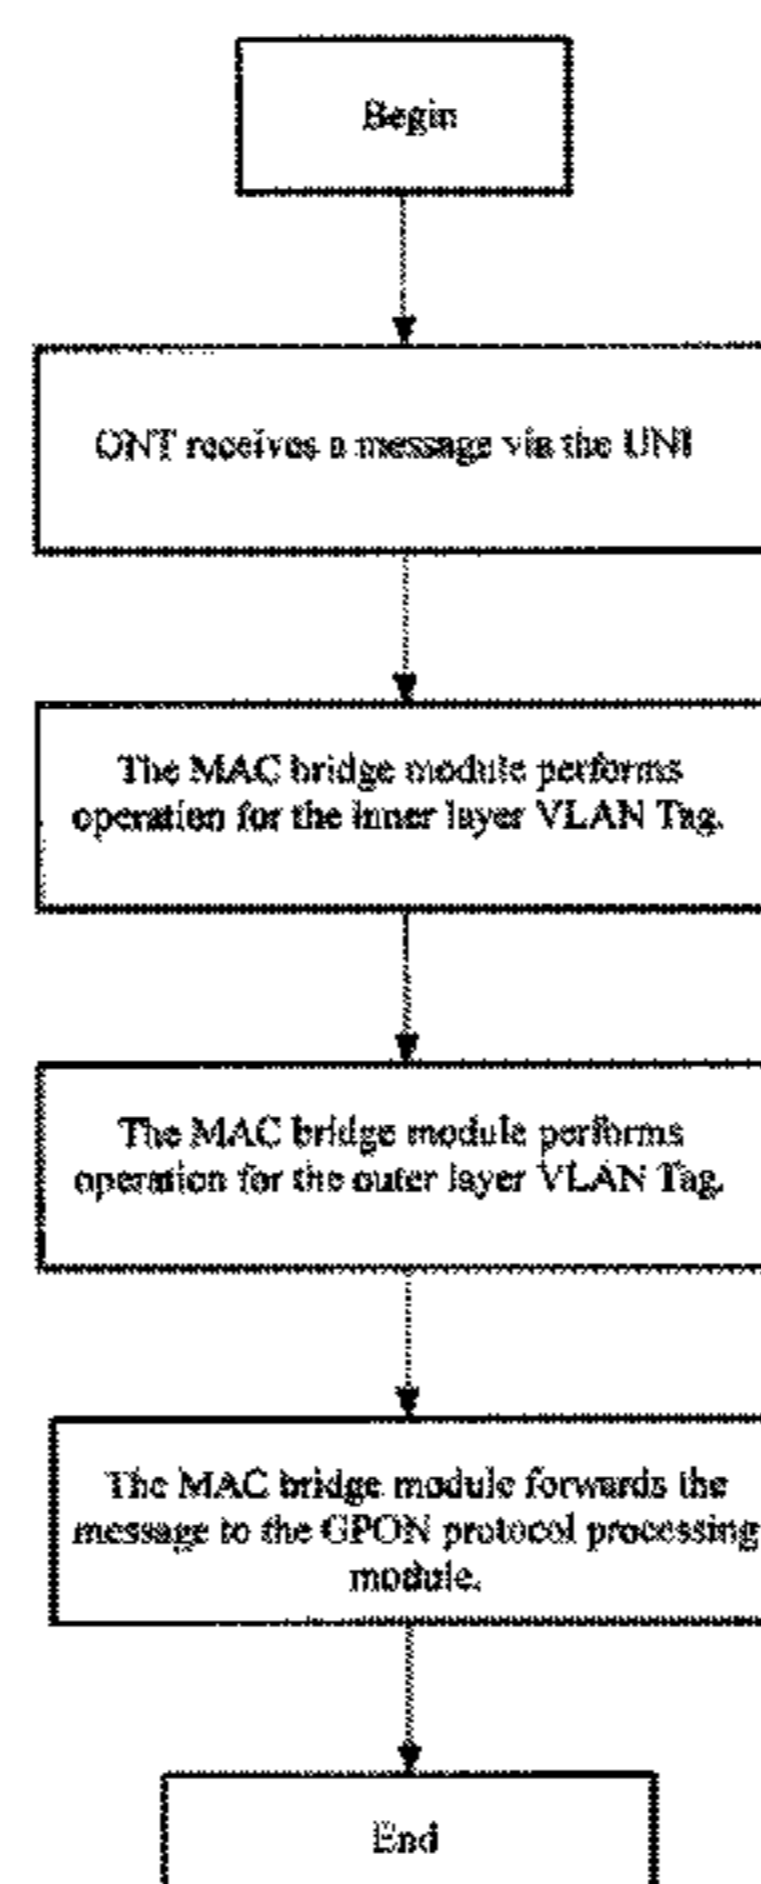 Begin
ONT receives a message via the UNI
The MAC bridge module performs
operation for the inner layer VLAN Tag.
The MAC bridge module performs
operation for the outer layer VLAN Tag.
The MAC bridge module forwards the
message to the GPON protocol processing
module.
End